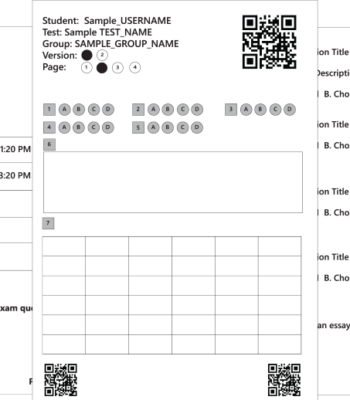 Student: Sample_USERNAME
Test: Sample TEST_NAME
Group: SAMPLE_GROUP_NAME
Version: 2
Page: 1 3 4
1 A B C D 2 A B C D 3 A B C D
4 A B C D 5 A B C D
6
7
1:20 PM
3:20 PM
xam qu
ion Title
Descripti
B. Cho
ion Title
B. Cho
ion Title
B. Cho
ion Title
B. Cho
an essay